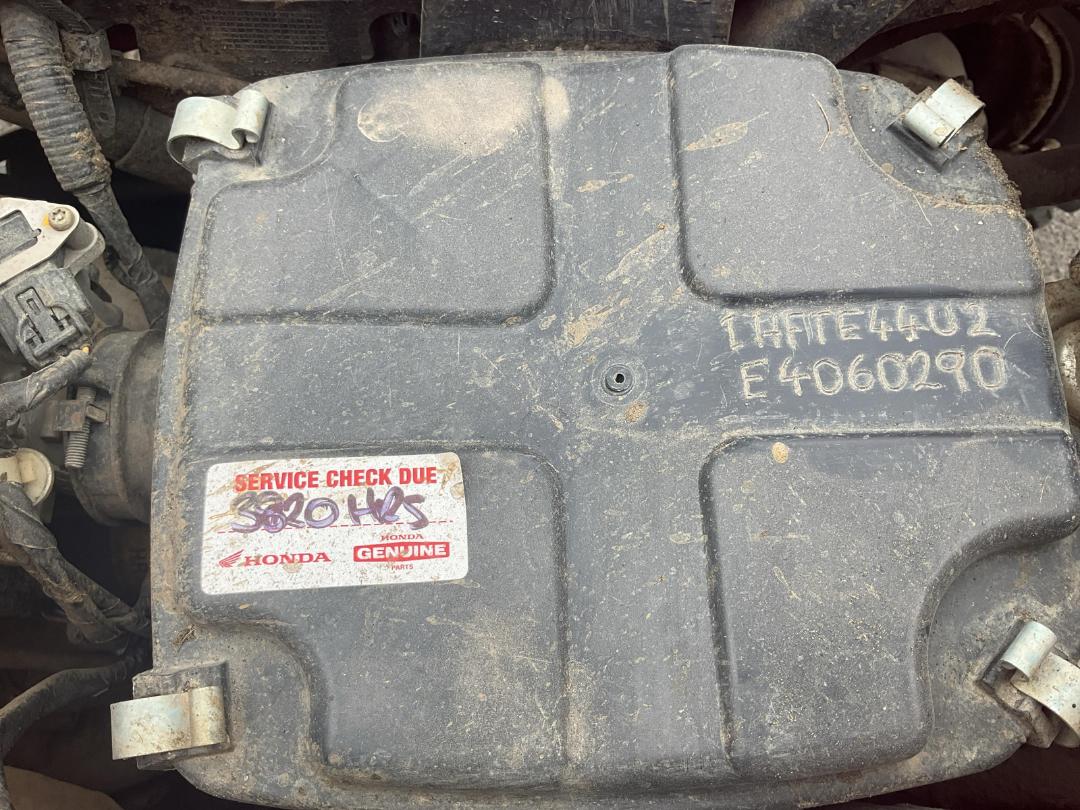 1HFTE44U2
E4060290
SERVICE CHECK DUE
3820 HRS
HONDA
HONDA
GENUINE
PARTS